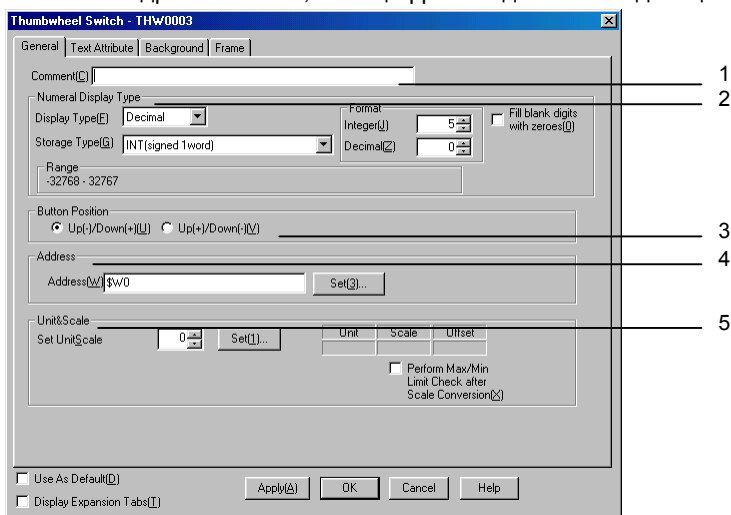 Thumbwheel Switch - THW0003
General Text Attribute Background Frame
Comment(C)
1
Numeral Display Type
2
Display Type(F) Decimal
Format
Integer(J) 5
Fill blank digits with zeroes(0)
Storage Type(G) INT(signed 1word)
Decimal(Z) 0
Range
-32768 - 32767
Button Position
Up(-)/Down(+)(U) Up(+)/Down(-)(V)
3
Address
4
Address(W) $W0 Set(3)...
Unit&Scale
5
Set UnitScale 0 Set(1)...
Unit Scale Offset
Perform Max/Min
Limit Check after
Scale Conversion(X)
Use As Default(D)
Apply(A) OK Cancel Help
Display Expansion Tabs(T)